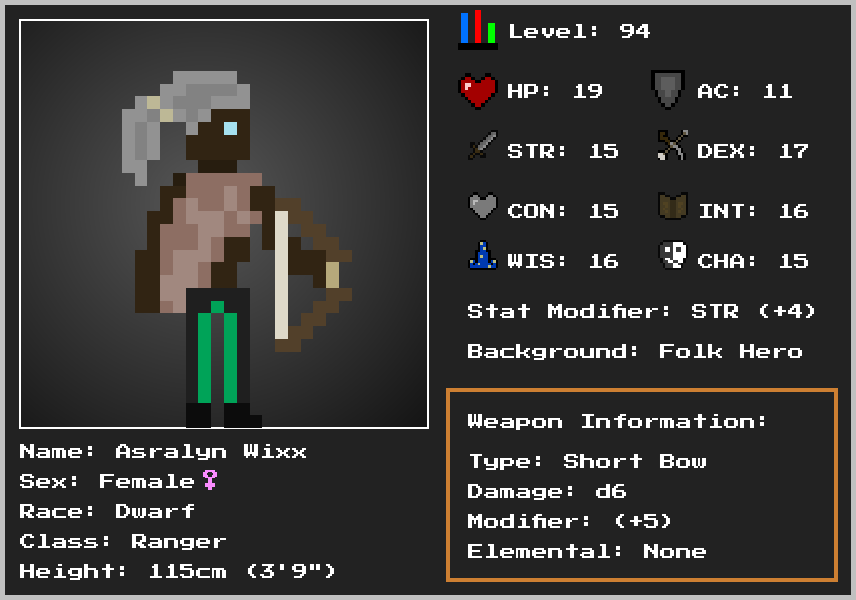 Level: 94
HP: 19
AC: 11
STR: 15
DEX: 17
CON: 15
INT: 16
WIS: 16
CHA: 15
Stat Modifier: STR (+4)
Background: Folk Hero
Weapon Information:
Type: Short Bow
Damage: d6
Modifier: (+5)
Elemental: None
Name: Asralyn Wixx
Sex: Female♀
Race: Dwarf
Class: Ranger
Height: 115cm (3'9")